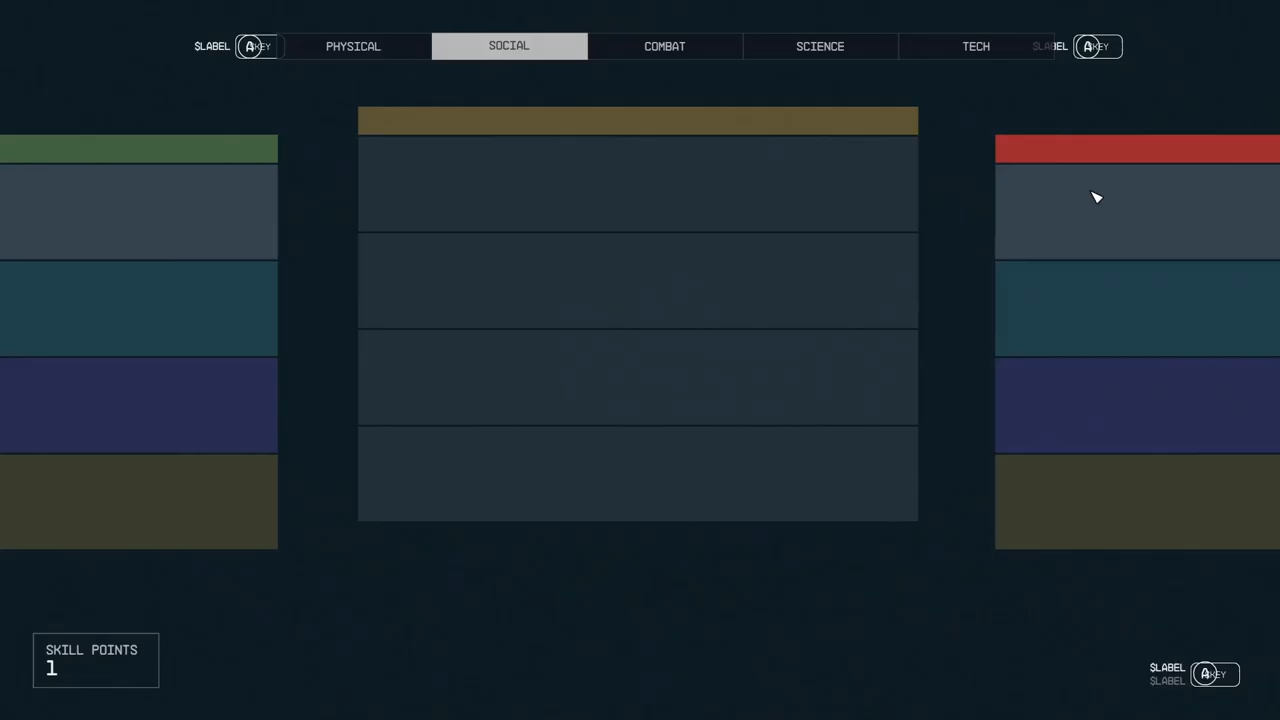 $LABEL A KEY PHYSICAL SOCIAL COMBAT SCIENCE TECH $LABEL A KEY
SKILL POINTS
1
$LABEL A KEY
$LABEL